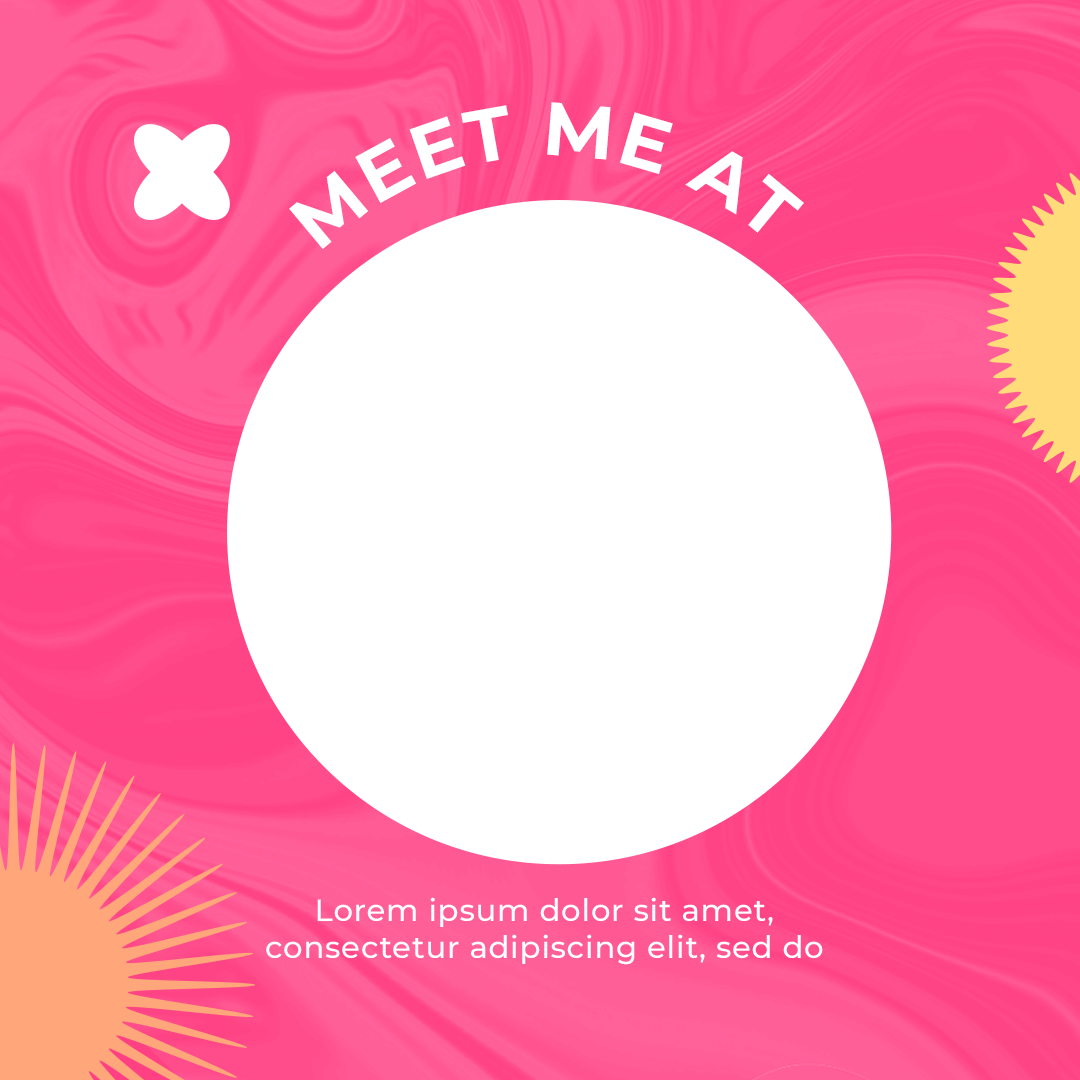 MEET ME AT
Lorem ipsum dolor sit amet,
consectetur adipiscing elit, sed do